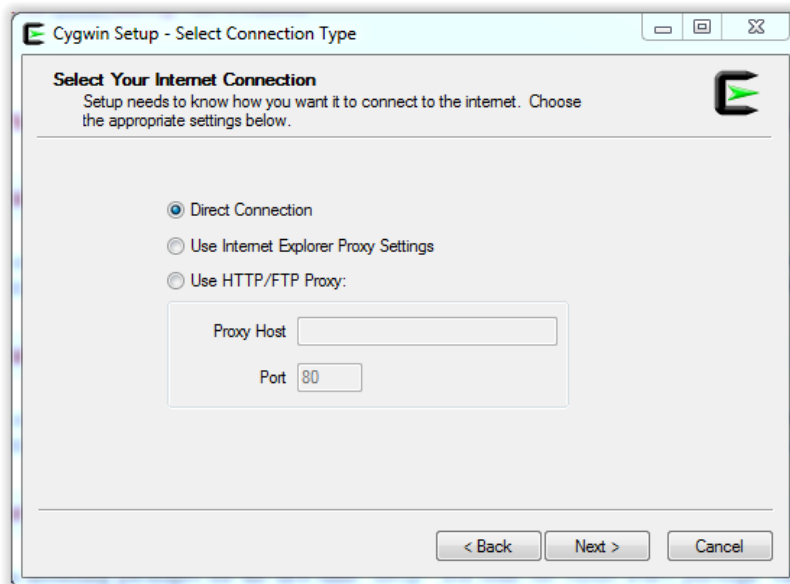 Cygwin Setup - Select Connection Type
Select Your Internet Connection
Setup needs to know how you want it to connect to the internet. Choose
the appropriate settings below.
Direct Connection
Use Internet Explorer Proxy Settings
Use HTTP/FTP Proxy:
Proxy Host
Port 80
< Back Next > Cancel